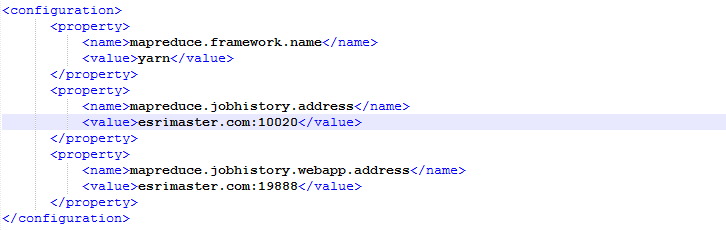 <configuration>
<property>
<name>mapreduce.framework.name</name>
<value>yarn</value>
</property>
<property>
<name>mapreduce.jobhistory.address</name>
<value>esrimaster.com:10020</value>
</property>
<property>
<name>mapreduce.jobhistory.webapp.address</name>
<value>esrimaster.com:19888</value>
</property>
</configuration>